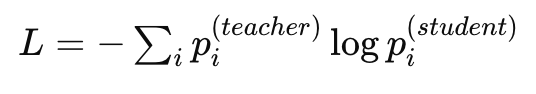 L = −∑ᵢ pᵢ^(teacher) log pᵢ^(student)